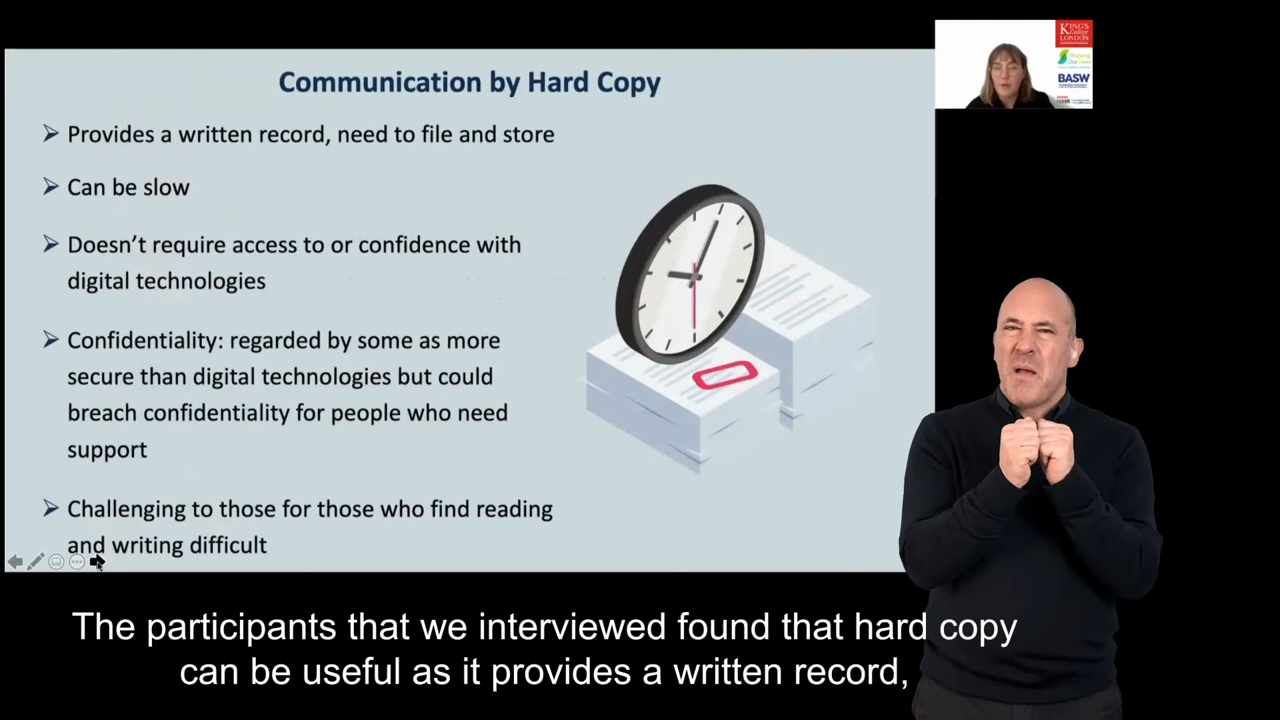 Communication by Hard Copy
KING'S
College
LONDON
Shaping
Our Lives
BASW
➢ Provides a written record, need to file and store
➢ Can be slow
➢ Doesn't require access to or confidence with
digital technologies
➢ Confidentiality: regarded by some as more
secure than digital technologies but could
breach confidentiality for people who need
support
➢ Challenging to those for those who find reading
and writing difficult
The participants that we interviewed found that hard copy
can be useful as it provides a written record,